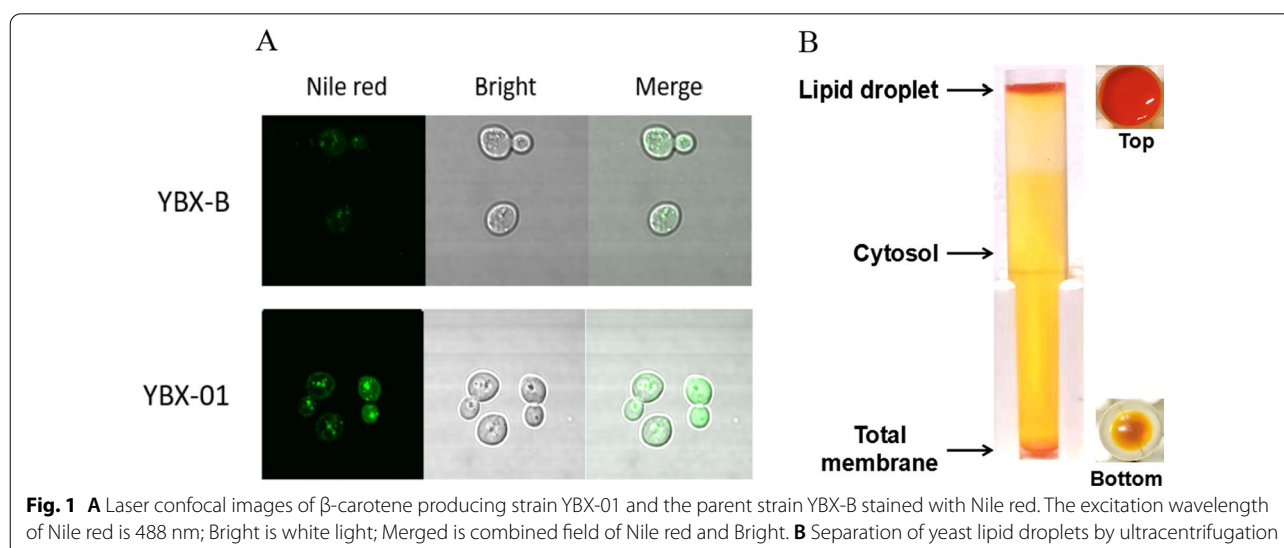 A
B
Nile red Bright Merge
YBX-B
YBX-01
Lipid droplet
Top
Cytosol
Total
membrane
Bottom
Fig. 1 A Laser confocal images of β-carotene producing strain YBX-01 and the parent strain YBX-B stained with Nile red. The excitation wavelength
of Nile red is 488 nm; Bright is white light; Merged is combined field of Nile red and Bright. B Separation of yeast lipid droplets by ultracentrifugation